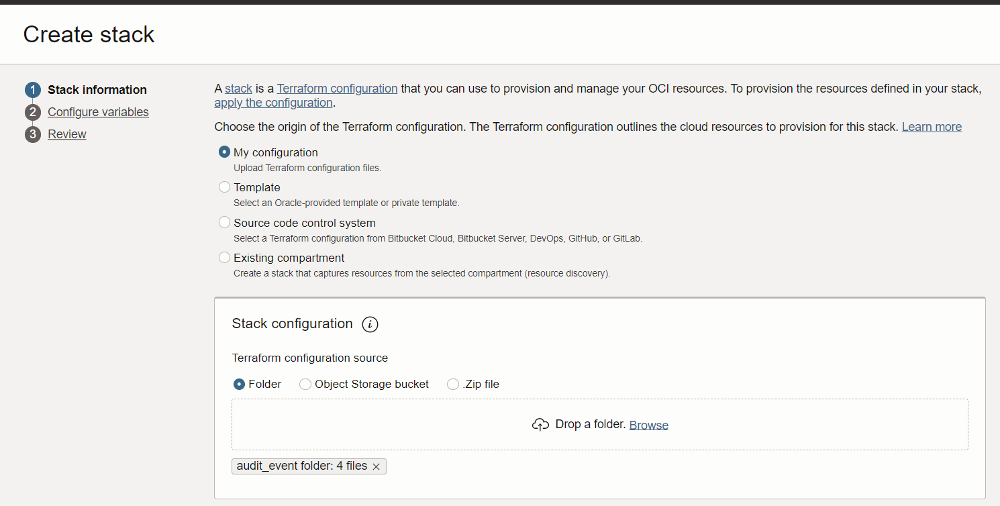 Create stack
1 Stack information
2 Configure variables
3 Review
A stack is a Terraform configuration that you can use to provision and manage your OCI resources. To provision the resources defined in your stack,
apply the configuration.
Choose the origin of the Terraform configuration. The Terraform configuration outlines the cloud resources to provision for this stack. Learn more
My configuration
Upload Terraform configuration files.
Template
Select an Oracle-provided template or private template.
Source code control system
Select a Terraform configuration from Bitbucket Cloud, Bitbucket Server, DevOps, GitHub, or GitLab.
Existing compartment
Create a stack that captures resources from the selected compartment (resource discovery).
Stack configuration i
Terraform configuration source
Folder Object Storage bucket .Zip file
Drop a folder. Browse
audit_event folder: 4 files ×